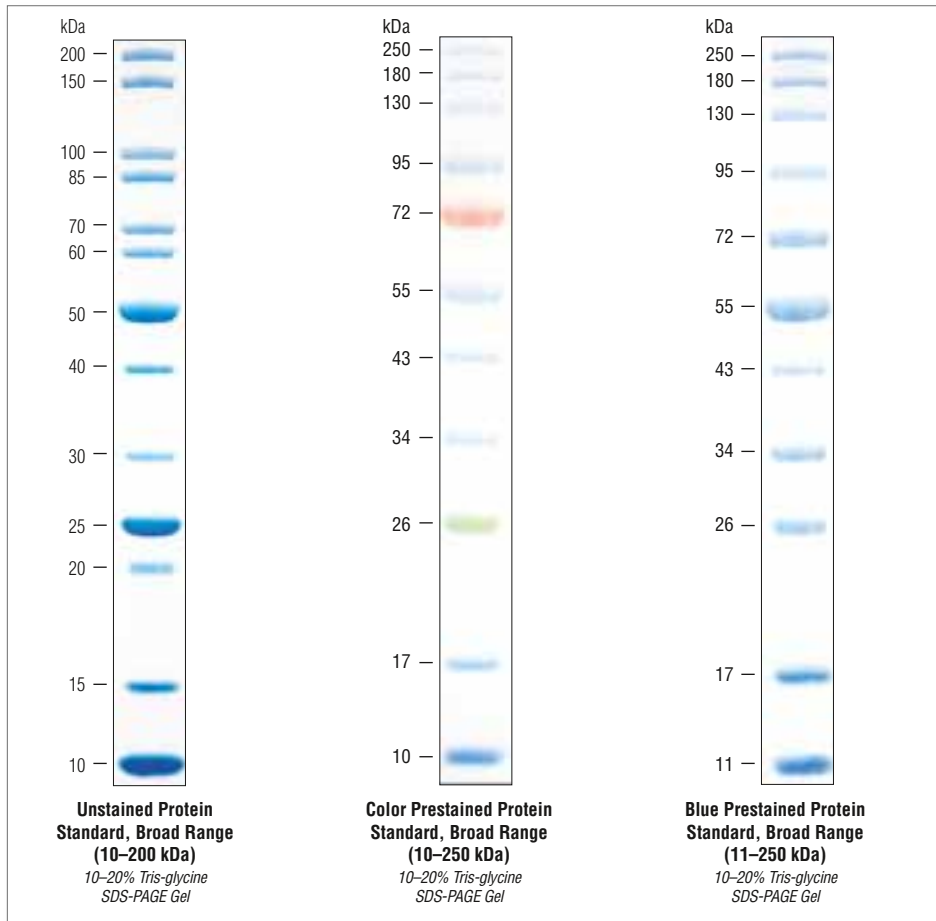 kDa
200
150
100
85
70
60
50
40
30
25
20
15
10
Unstained Protein
Standard, Broad Range
(10–200 kDa)
10–20% Tris-glycine
SDS-PAGE Gel
kDa
250
180
130
95
72
55
43
34
26
17
10
Color Prestained Protein
Standard, Broad Range
(10–250 kDa)
10–20% Tris-glycine
SDS-PAGE Gel
kDa
250
180
130
95
72
55
43
34
26
17
11
Blue Prestained Protein
Standard, Broad Range
(11–250 kDa)
10–20% Tris-glycine
SDS-PAGE Gel